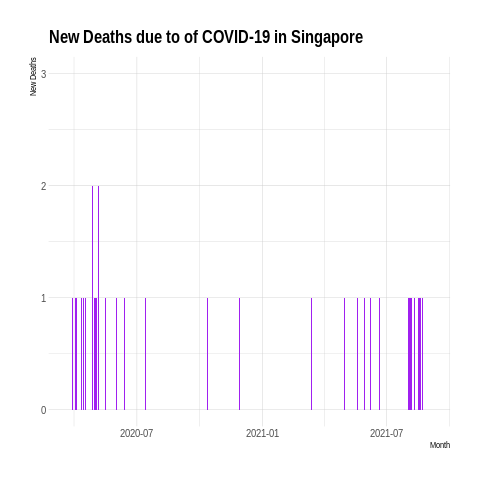 New Deaths due to of COVID-19 in Singapore
New Deaths
3
2
1
0
2020-07
2021-01
2021-07
Month